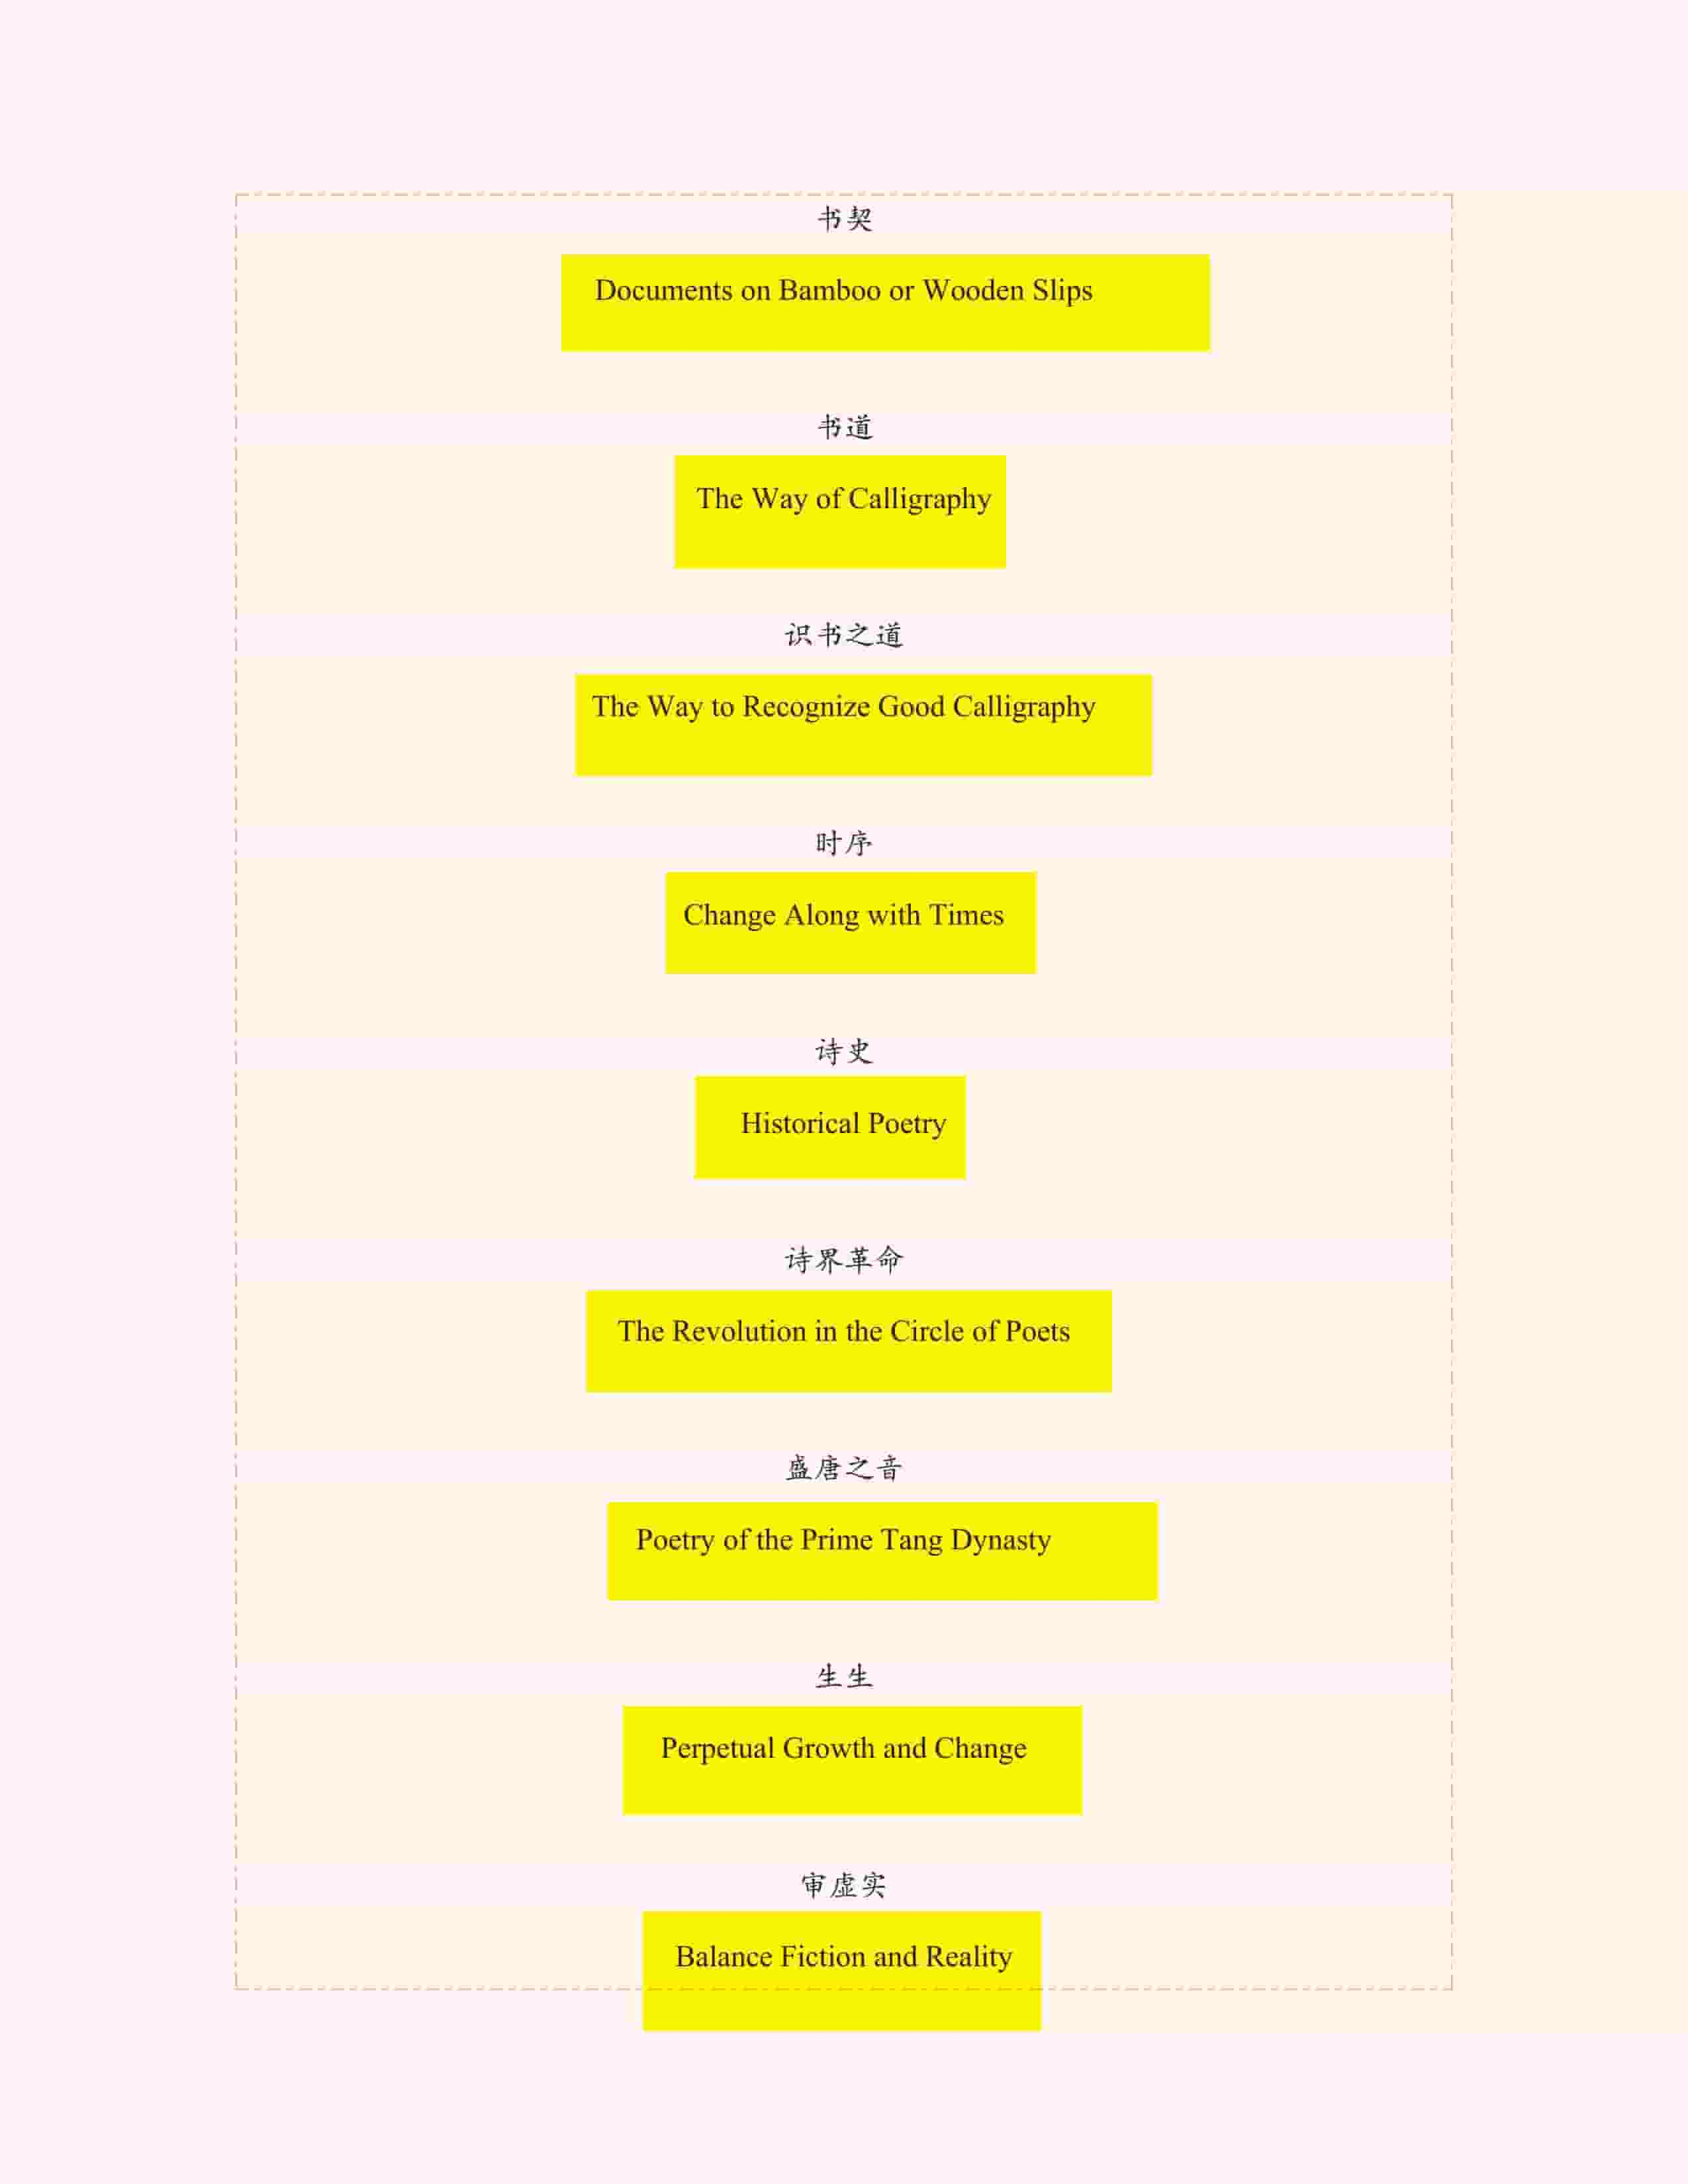 书契
Documents on Bamboo or Wooden Slips
书道
The Way of Calligraphy
识书之道
The Way to Recognize Good Calligraphy
时序
Change Along with Times
诗史
Historical Poetry
诗界革命
The Revolution in the Circle of Poets
盛唐之音
Poetry of the Prime Tang Dynasty
生生
Perpetual Growth and Change
审虚实
Balance Fiction and Reality